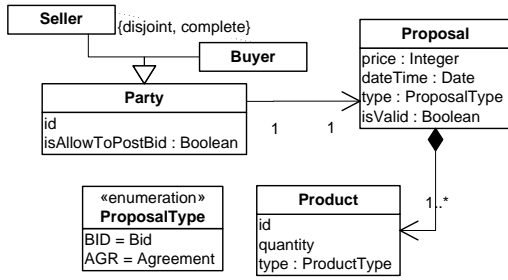 Seller
{disjoint, complete}
Buyer
Proposal
price : Integer
dateTime : Date
type : ProposalType
isValid : Boolean
Party
id
isAllowToPostBid : Boolean
1
1
«enumeration»
ProposalType
BID = Bid
AGR = Agreement
Product
id
quantity
type : ProductType
1..*